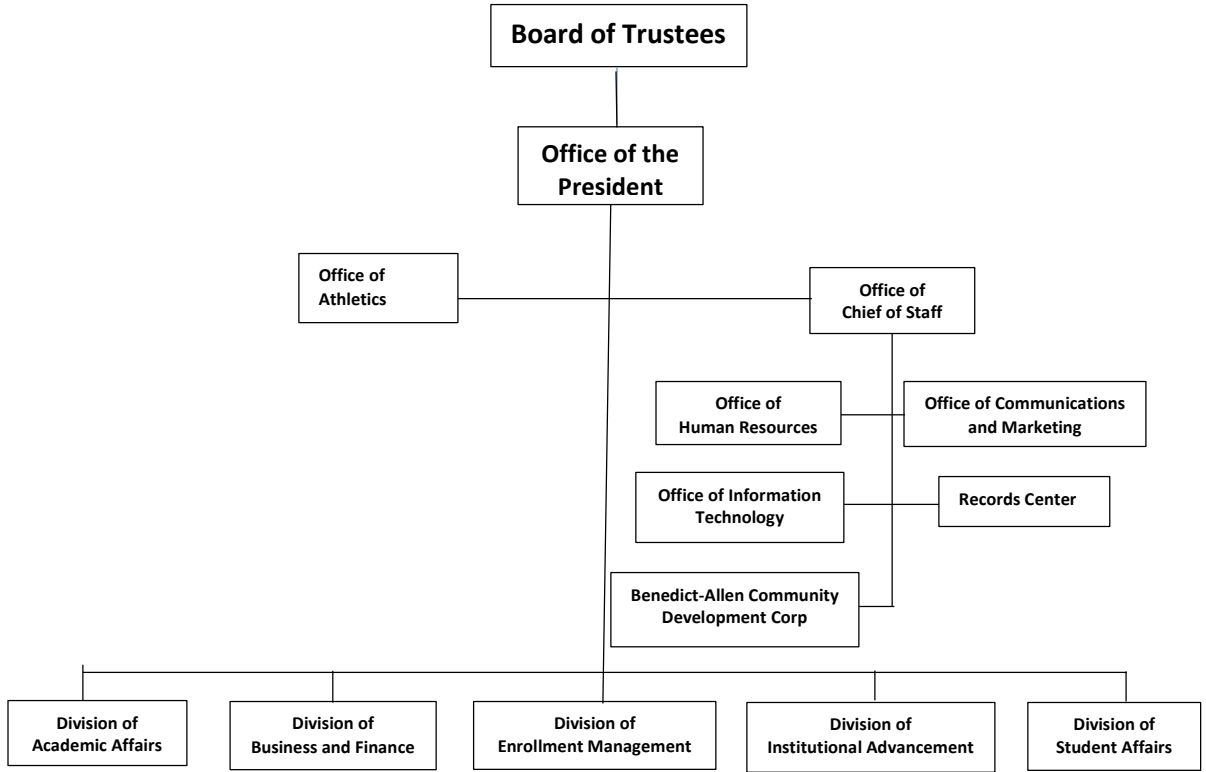 Board of Trustees
Office of the
President
Office of
Athletics
Office of
Chief of Staff
Office of
Human Resources
Office of Communications
and Marketing
Office of Information
Technology
Records Center
Benedict-Allen Community
Development Corp
Division of
Academic Affairs
Division of
Business and Finance
Division of
Enrollment Management
Division of
Institutional Advancement
Division of
Student Affairs